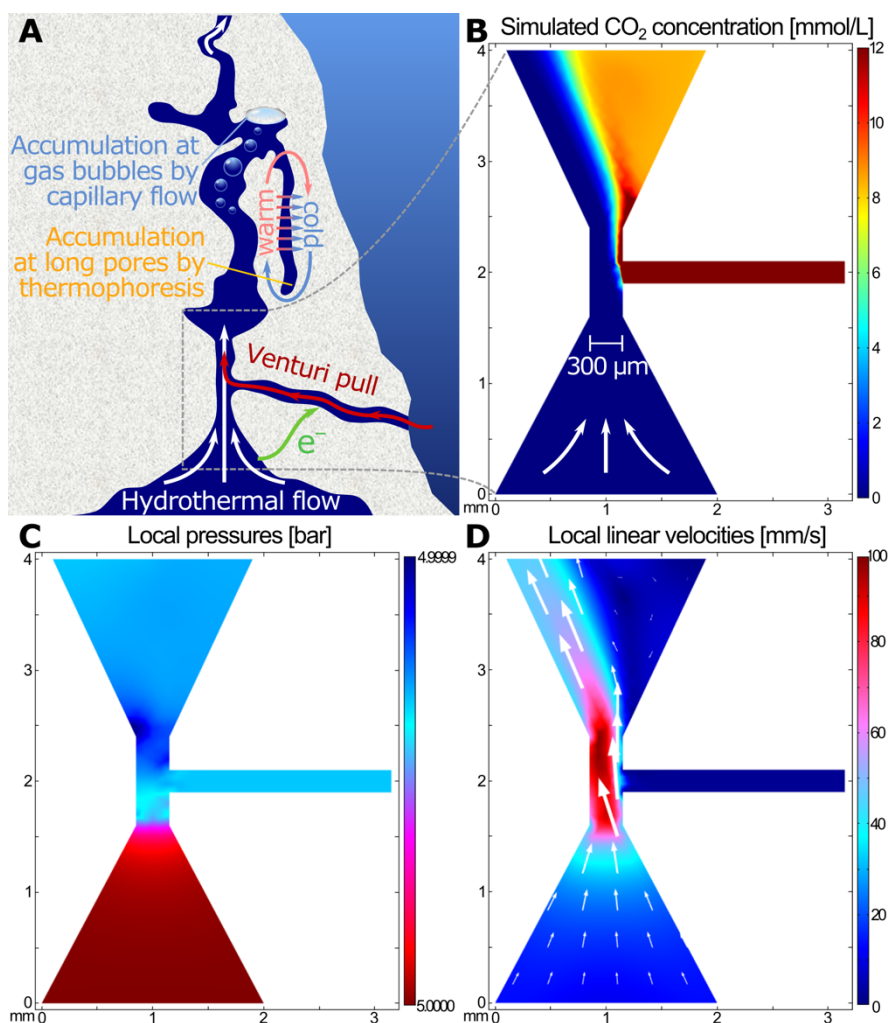 A
Accumulation at
gas bubbles by
capillary flow
warm
cold
Accumulation
at long pores by
thermophoresis
Venturi pull
e⁻
Hydrothermal flow
B
Simulated CO₂ concentration [mmol/L]
4
3
2
1
0
mm
1
2
3
300 µm
12
10
8
6
4
2
0
C
Local pressures [bar]
4
3
2
1
0
mm
0
1
2
3
4.9999
5.0000
D
Local linear velocities [mm/s]
4
3
2
1
0
mm
0
1
2
3
100
80
60
40
20
0